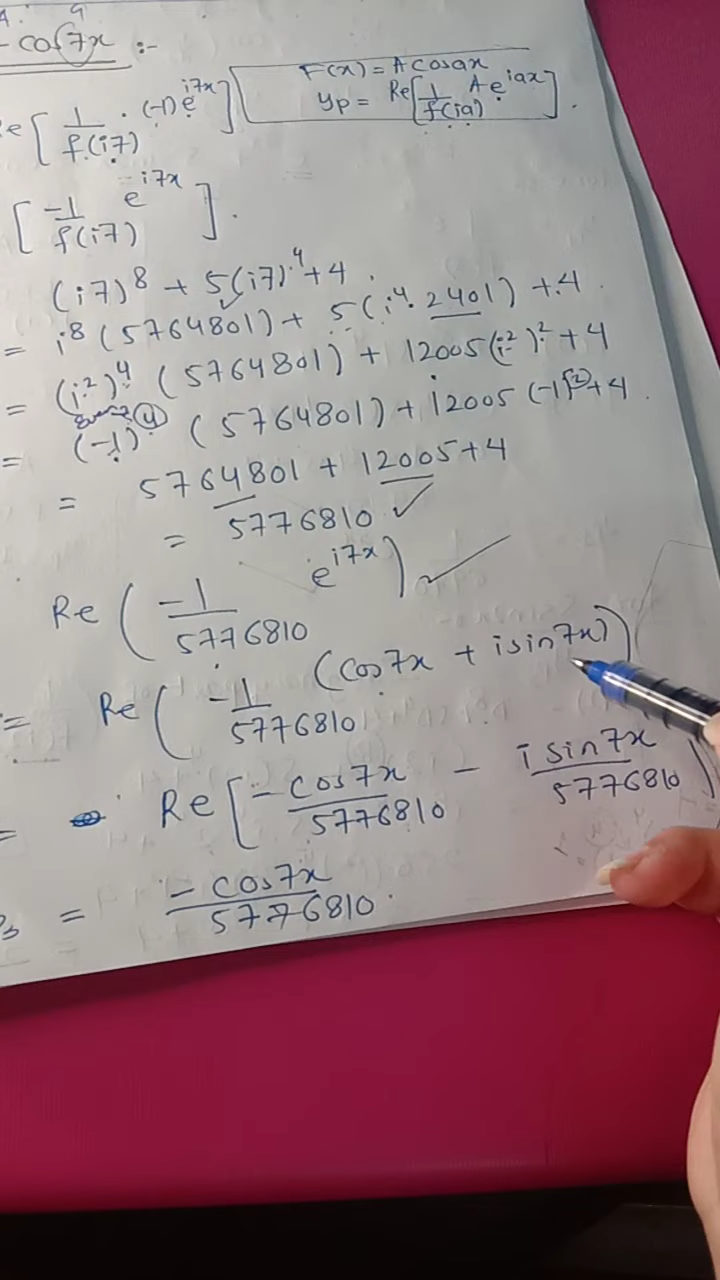 - cos7x :-
F(x) = A cosax
yp = Re[1/f(ia) · A e^iax].
Re [1/f(i7) · (-1)e^i7x]
[-1/f(i7) e^i7x].
(i7)^8 + 5(i7)^4 + 4.
= i^8 (5764801) + 5(i^4. 2401) + 4.
= (i^2)^4 (5764801) + 12005(i^2)^2 + 4
= (-1)^4 (5764801) + 12005 (-1)^2 + 4.
= 5764801 + 12005 + 4
= 5776810 ✓
Re (-1/5776810 e^i7x) ✓
= Re (-1/5776810 (cos7x + isin7x))
= Re [-cos7x/5776810 - i sin7x/5776810]
= -cos7x/5776810.